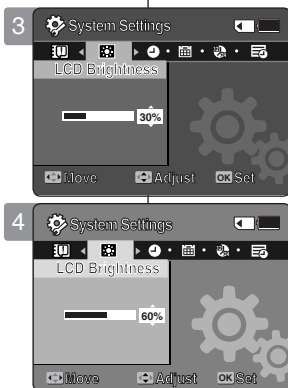 3
System Settings
LCD Brightness
30%
Move Adjust OK Set
4
System Settings
LCD Brightness
60%
Move Adjust OK Set